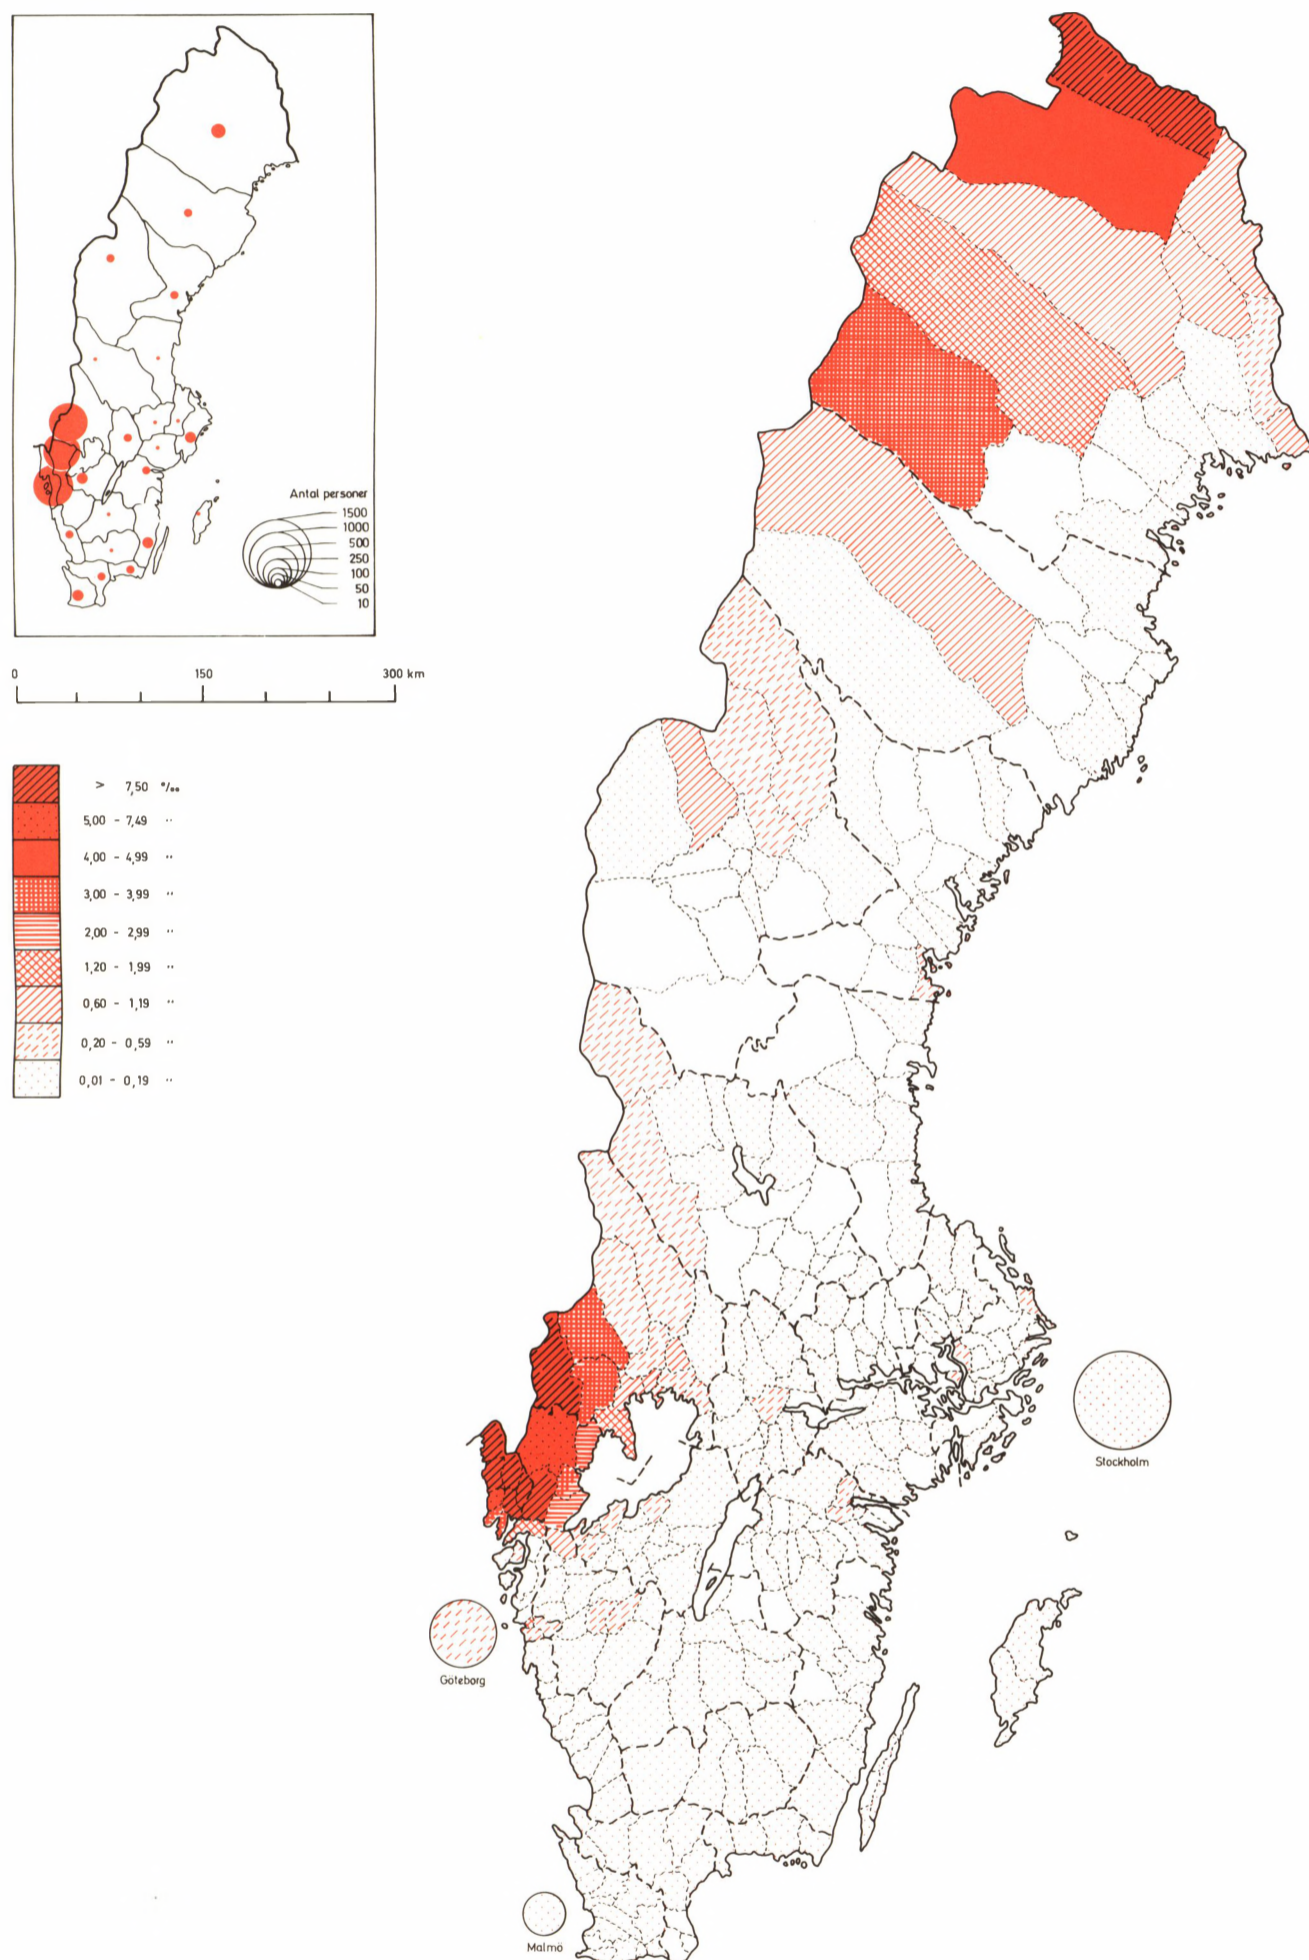 Antal personer
1500
1000
500
250
100
50
10
0 150 300 km
> 7,50 ‰
5,00 - 7,49 "
4,00 - 4,99 "
3,00 - 3,99 "
2,00 - 2,99 "
1,20 - 1,99 "
0,60 - 1,19 "
0,20 - 0,59 "
0,01 - 0,19 "
Stockholm
Göteborg
Malmö